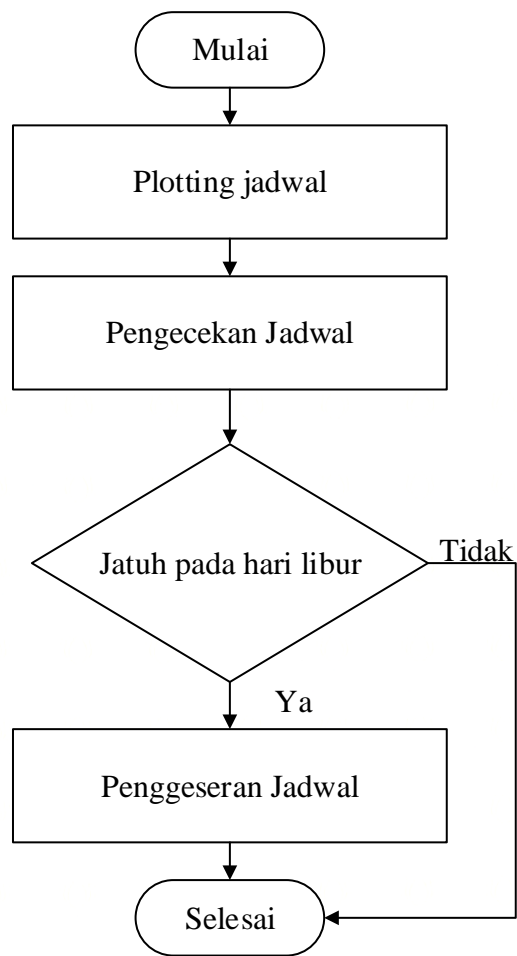 Mulai
Plotting jadwal
Pengecekan Jadwal
Jatuh pada hari libur
Tidak
Ya
Penggeseran Jadwal
Selesai